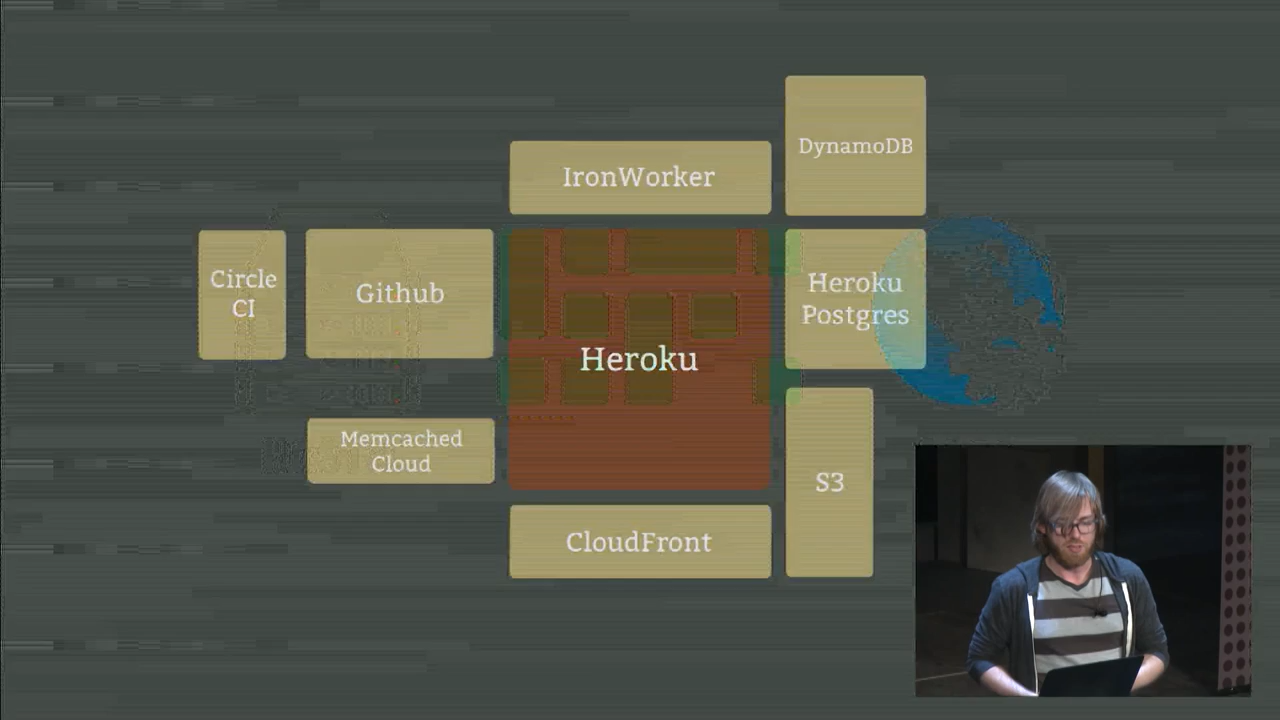 DynamoDB
IronWorker
Circle
CI
Github
Heroku
Postgres
Heroku
Memcached
Cloud
S3
CloudFront